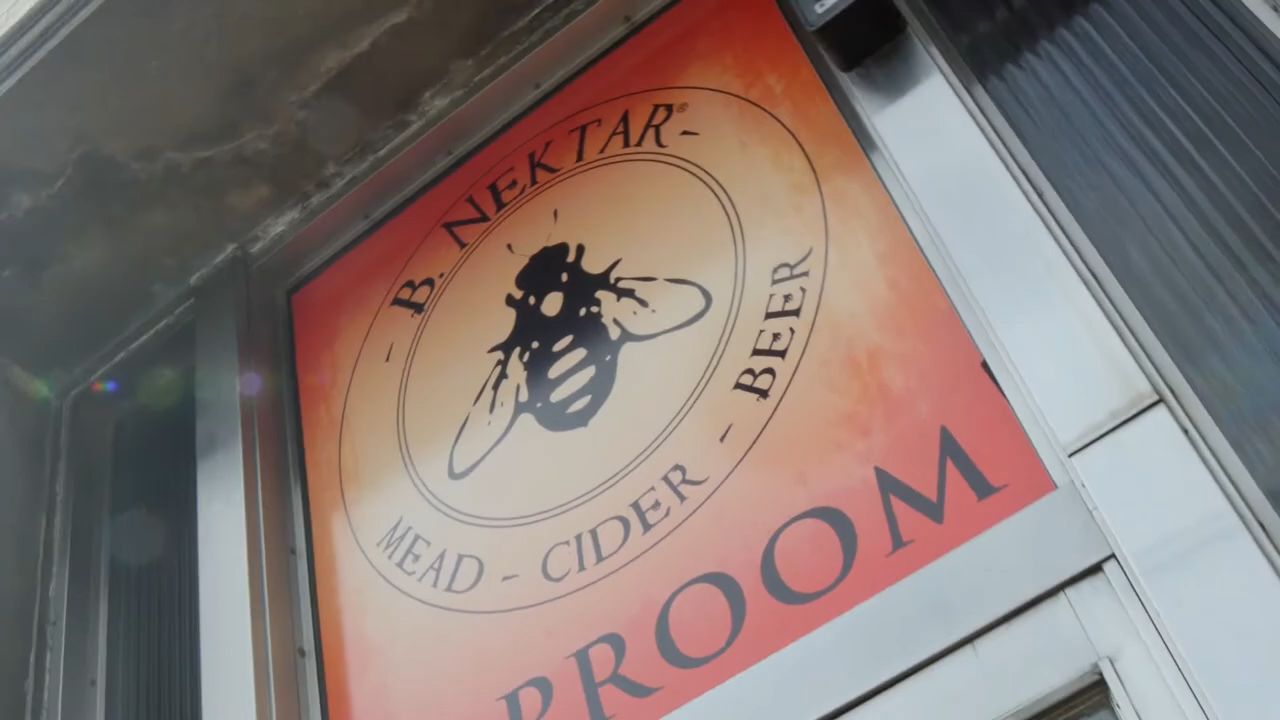 - B. NEKTAR® -
MEAD - CIDER - BEER
PROOM